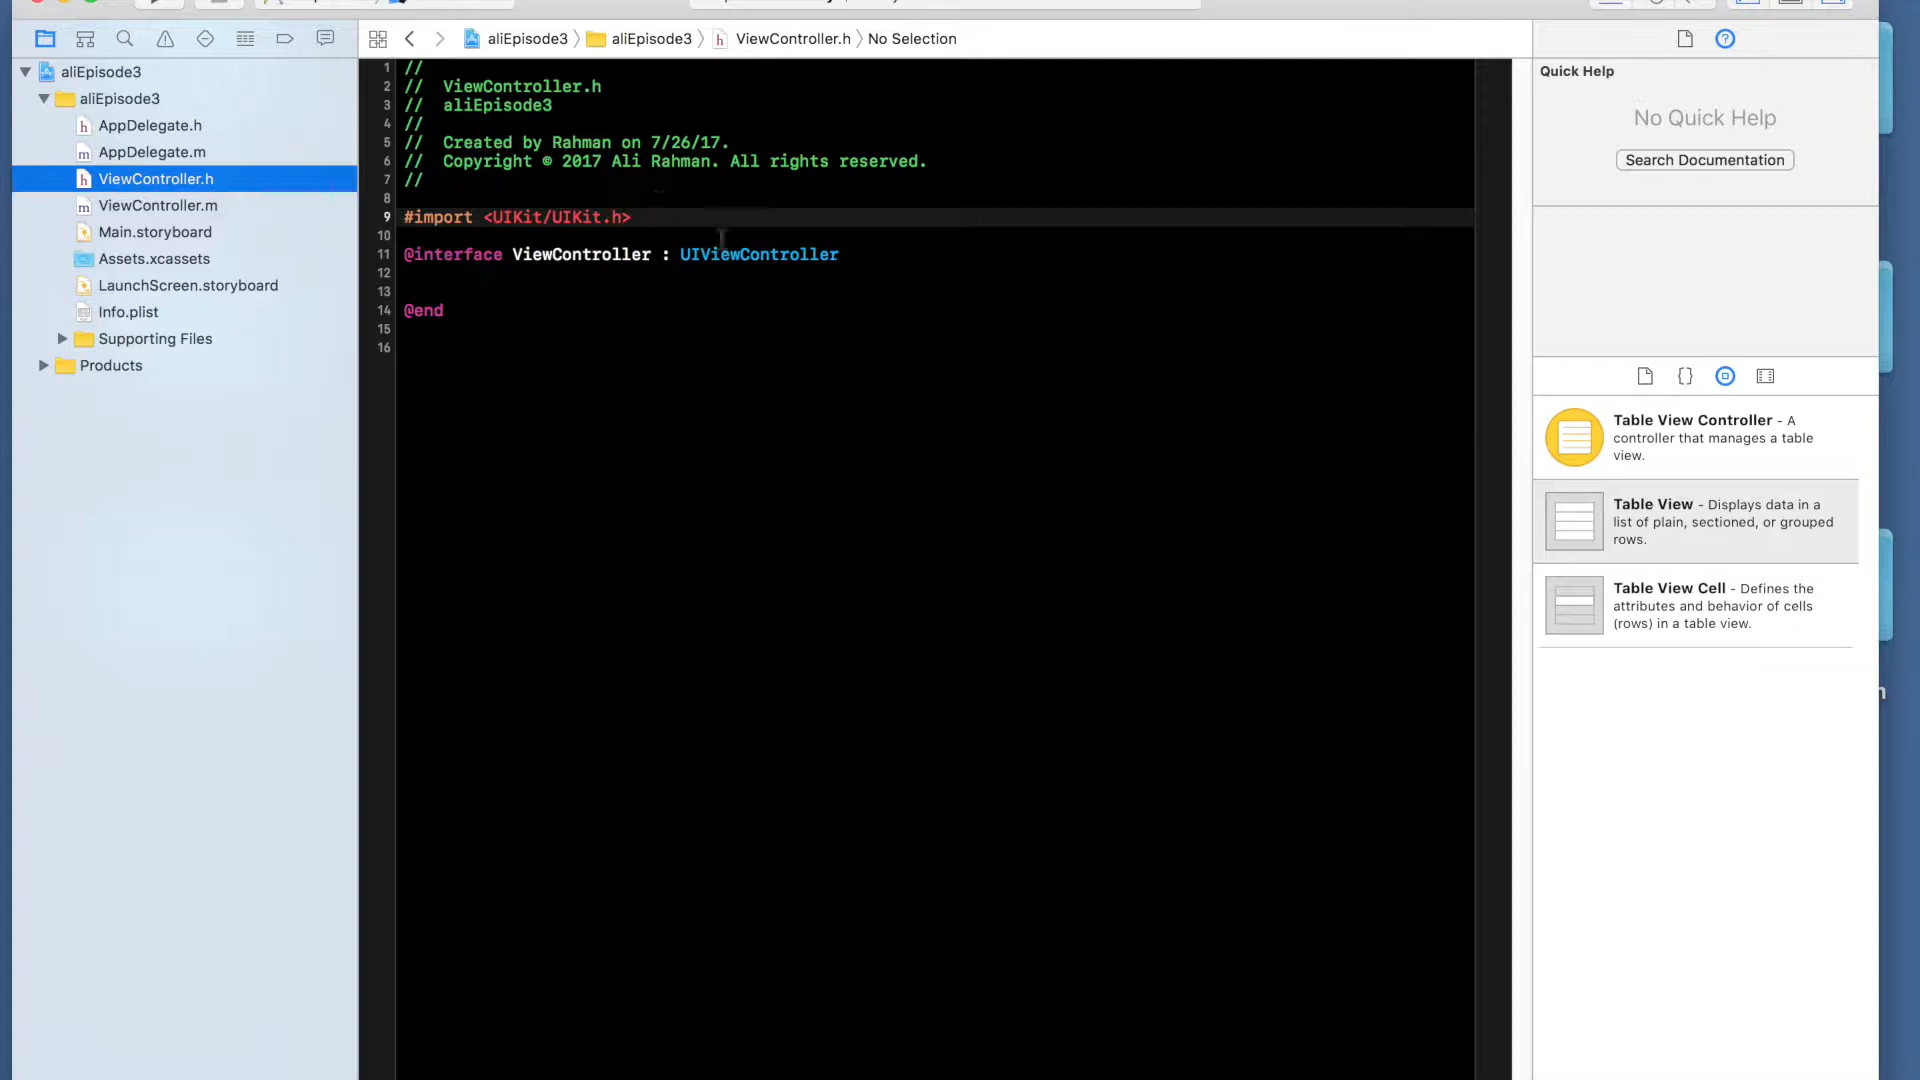 aliEpisode3 〉 aliEpisode3 〉 h ViewController.h 〉 No Selection
aliEpisode3
aliEpisode3
h AppDelegate.h
m AppDelegate.m
h ViewController.h
m ViewController.m
Main.storyboard
Assets.xcassets
LaunchScreen.storyboard
Info.plist
Supporting Files
Products
1 //
2 //  ViewController.h
3 //  aliEpisode3
4 //
5 //  Created by Rahman on 7/26/17.
6 //  Copyright © 2017 Ali Rahman. All rights reserved.
7 //
8
9 #import <UIKit/UIKit.h>
10
11 @interface ViewController : UIViewController
12
13
14 @end
15
16
Quick Help
No Quick Help
Search Documentation
{}
Table View Controller - A
controller that manages a table
view.
Table View - Displays data in a
list of plain, sectioned, or grouped
rows.
Table View Cell - Defines the
attributes and behavior of cells
(rows) in a table view.